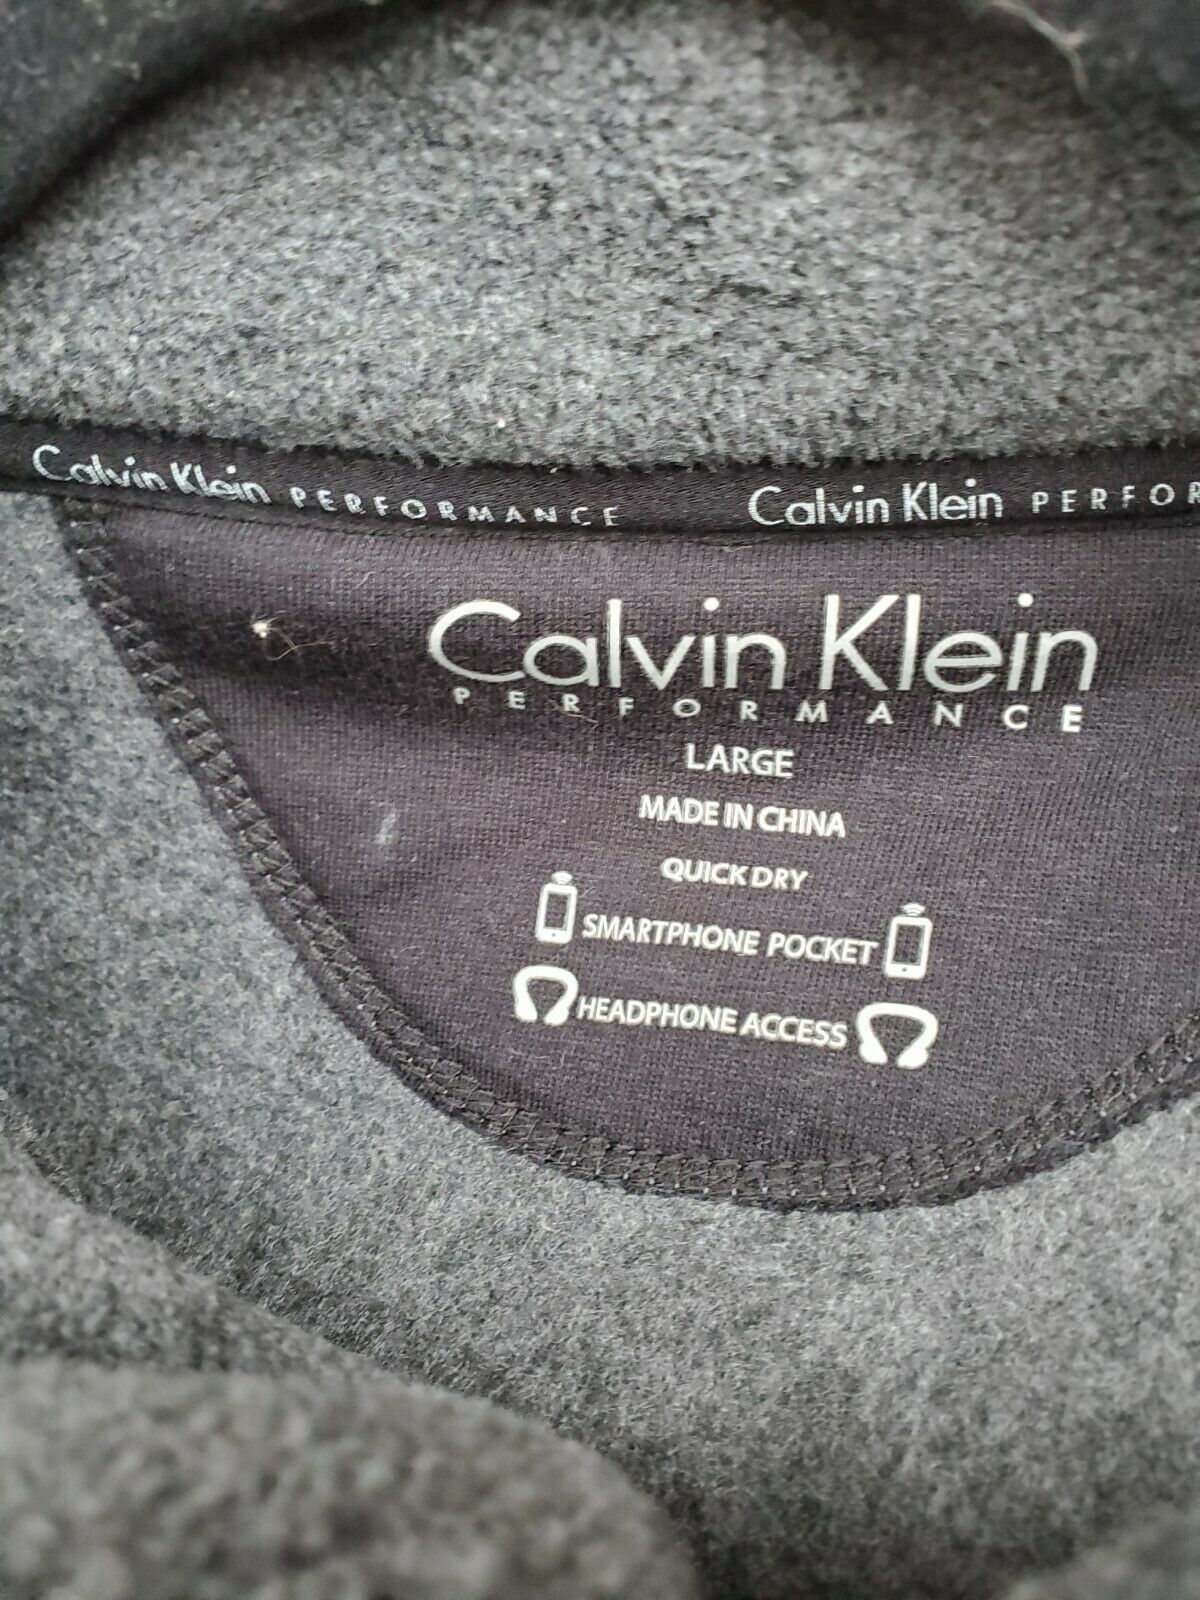 Calvin Klein PERFORMANCE Calvin Klein PERFOR
Calvin Klein
PERFORMANCE
LARGE
MADE IN CHINA
QUICK DRY
SMARTPHONE POCKET
HEADPHONE ACCESS